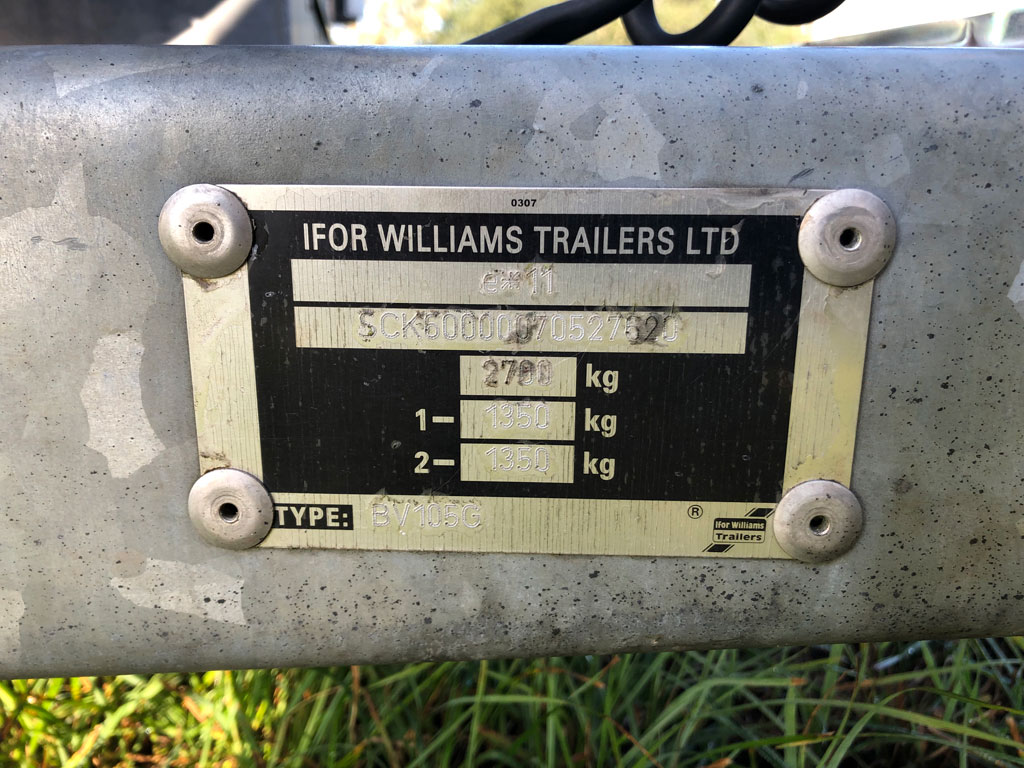 0307
IFOR WILLIAMS TRAILERS LTD
e*11
SCK60000070527620
2700 kg
1- 1350 kg
2- 1350 kg
TYPE: BV105G
®
Ifor Williams
Trailers